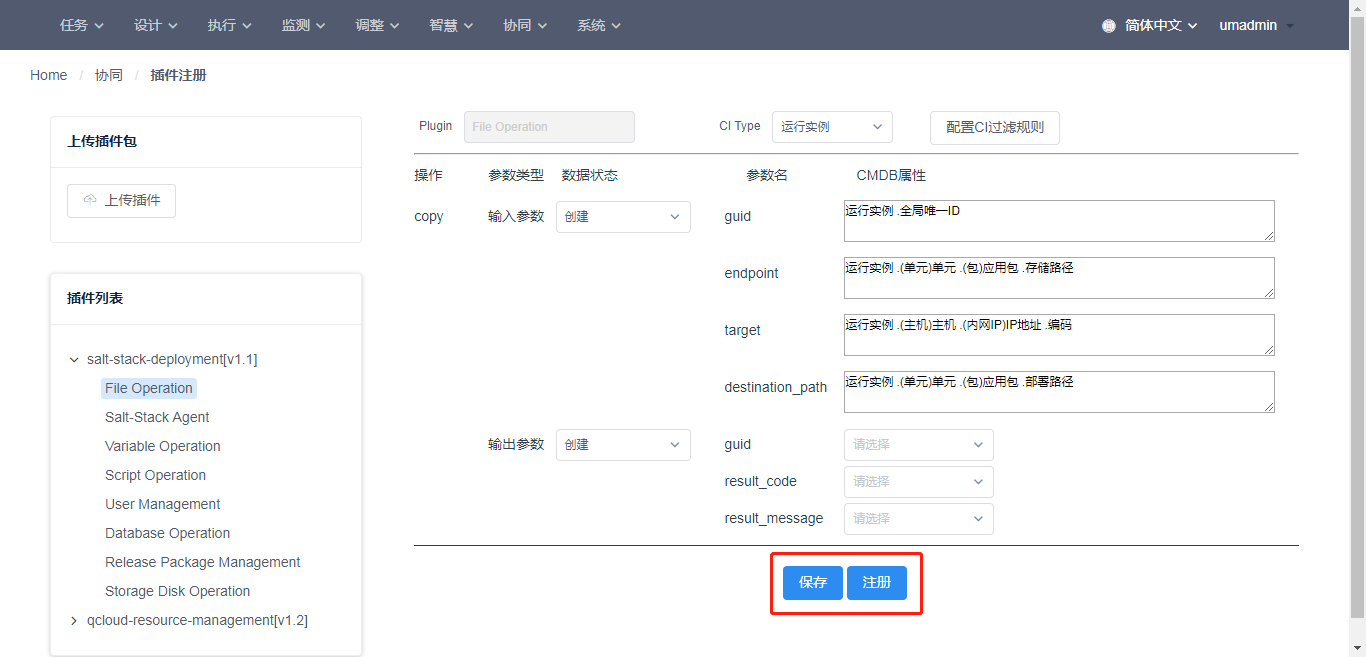 任务 设计 执行 监测 调整 智慧 协同 系统 简体中文 umadmin
Home / 协同 / 插件注册
上传插件包
上传插件
插件列表
salt-stack-deployment[v1.1]
File Operation
Salt-Stack Agent
Variable Operation
Script Operation
User Management
Database Operation
Release Package Management
Storage Disk Operation
qcloud-resource-management[v1.2]
Plugin File Operation CI Type 运行实例 配置CI过滤规则
操作 参数类型 数据状态 参数名 CMDB属性
copy 输入参数 创建 guid 运行实例 .全局唯一ID
endpoint 运行实例 .(单元)单元 .(包)应用包 .存储路径
target 运行实例 .(主机)主机 .(内网IP)IP地址 .编码
destination_path 运行实例 .(单元)单元 .(包)应用包 .部署路径
输出参数 创建 guid 请选择
result_code 请选择
result_message 请选择
保存 注册